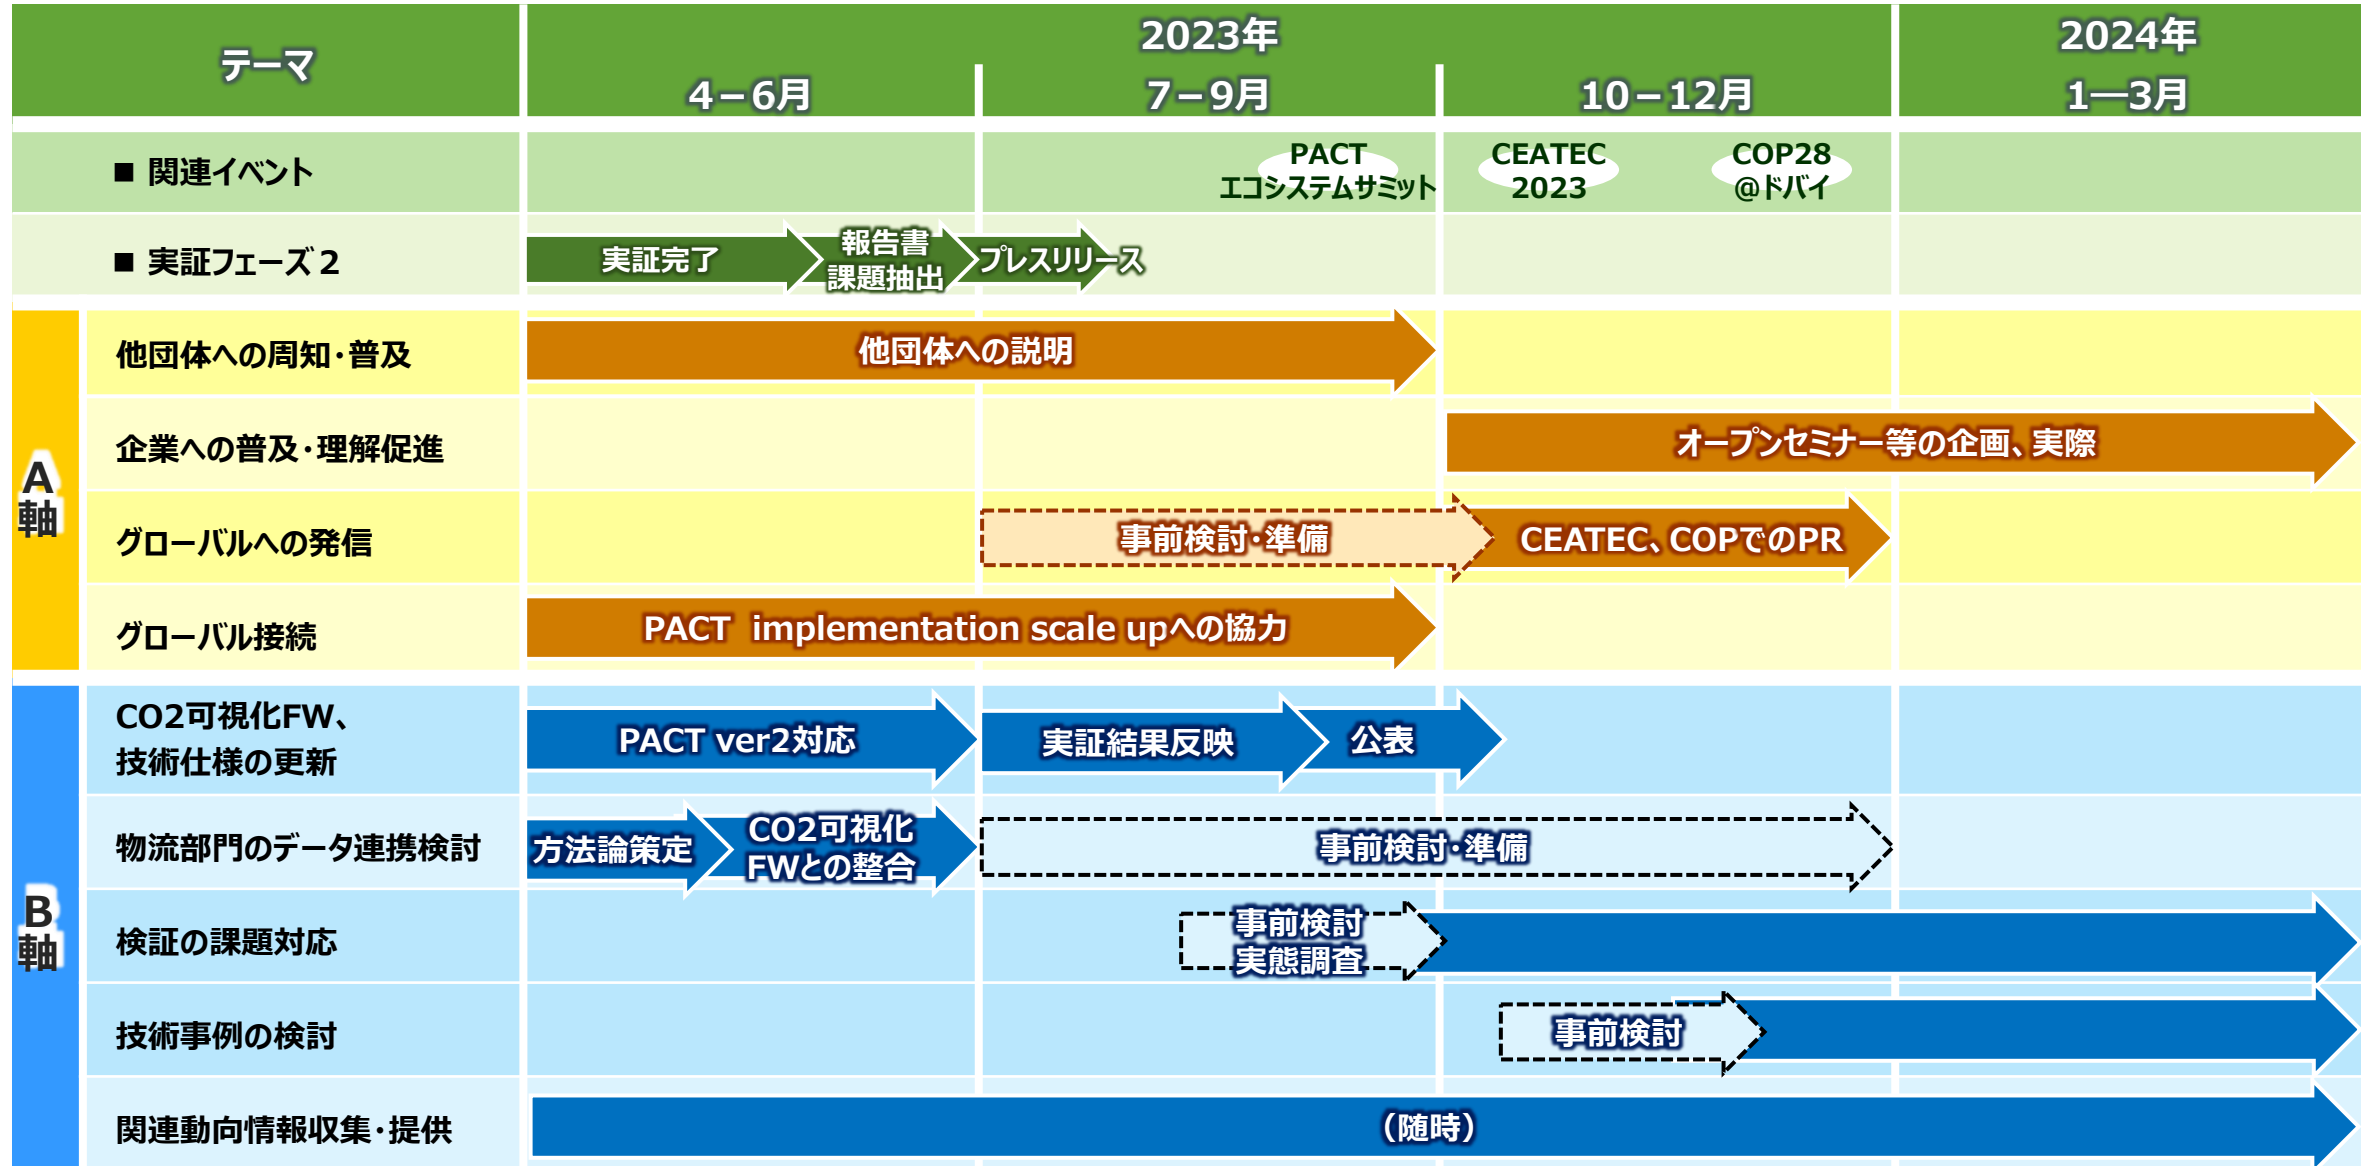 テーマ
2023年
2024年
4－6月
7－9月
10－12月
1―3月
■ 関連イベント
PACT
エコシステムサミット
CEATEC
2023
COP28
@ドバイ
■ 実証フェーズ２
実証完了
報告書
課題抽出
プレスリリース
A
軸
他団体への周知・普及
他団体への説明
企業への普及・理解促進
オープンセミナー等の企画、実際
グローバルへの発信
事前検討・準備
CEATEC、COPでのPR
グローバル接続
PACT implementation scale upへの協力
B
軸
CO2可視化FW、
技術仕様の更新
PACT ver2対応
実証結果反映
公表
物流部門のデータ連携検討
方法論策定
CO2可視化
FWとの整合
事前検討・準備
検証の課題対応
事前検討
実態調査
技術事例の検討
事前検討
関連動向情報収集・提供
（随時）